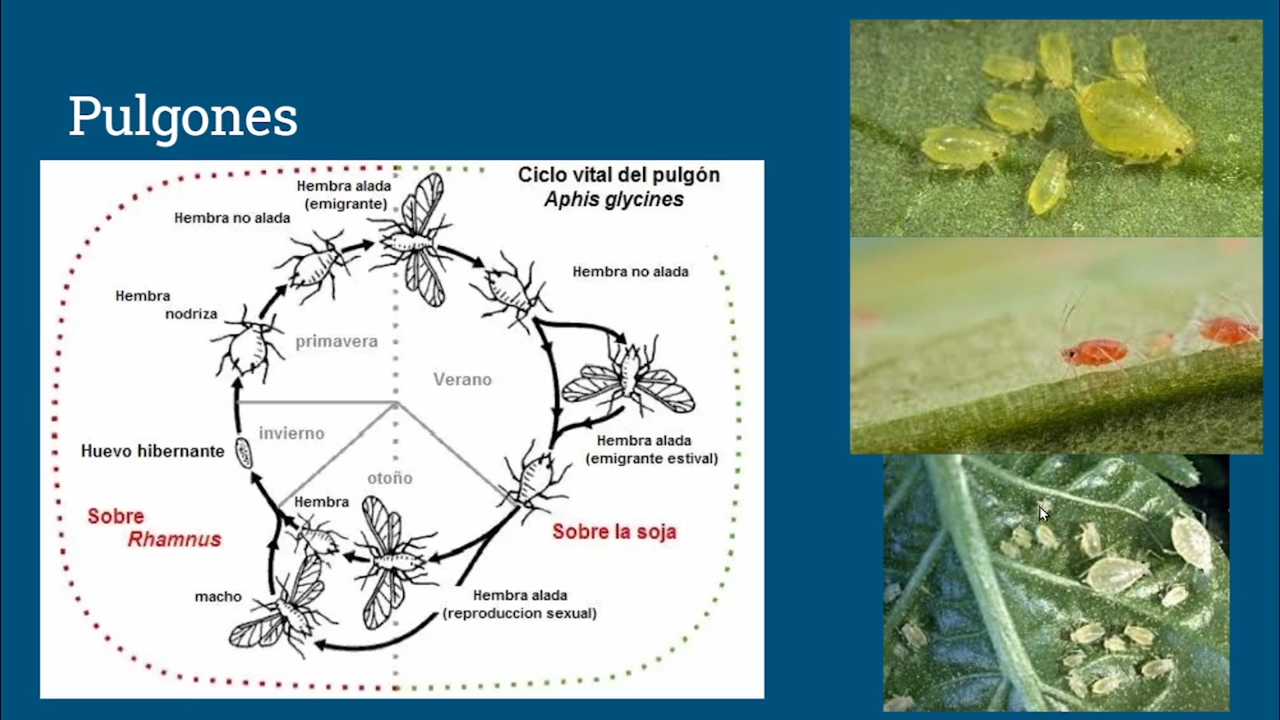 Pulgones
Ciclo vital del pulgón
Aphis glycines
Hembra alada
(emigrante)
Hembra no alada
Hembra no alada
Hembra
nodriza
primavera
Verano
invierno
Huevo hibernante
Hembra alada
(emigrante estival)
otoño
Hembra
Sobre
Rhamnus
Sobre la soja
macho
Hembra alada
(reproduccion sexual)